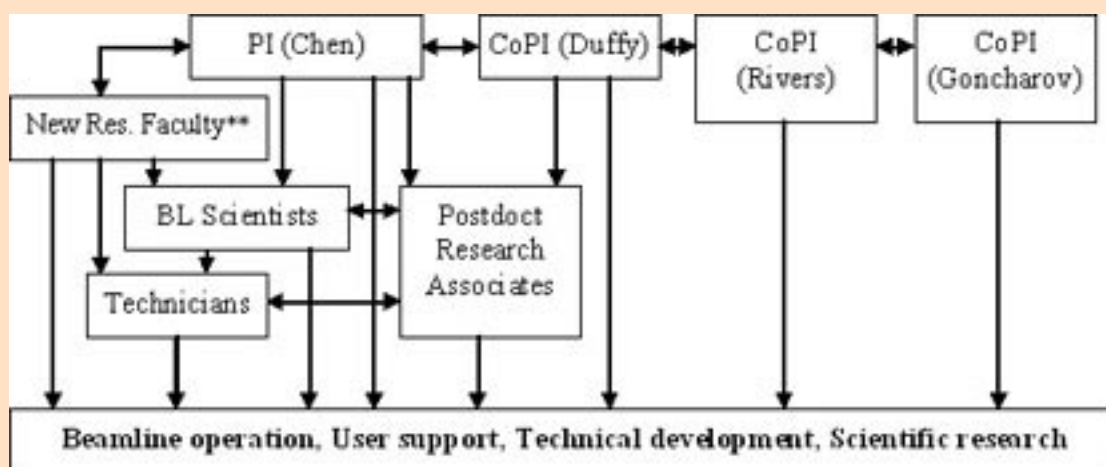 PI (Chen)
CoPI (Duffy)
CoPI
(Rivers)
CoPI
(Goncharov)
New Res. Faculty**
BL Scientists
Postdoct
Research
Associates
Technicians
Beamline operation, User support, Technical development, Scientific research